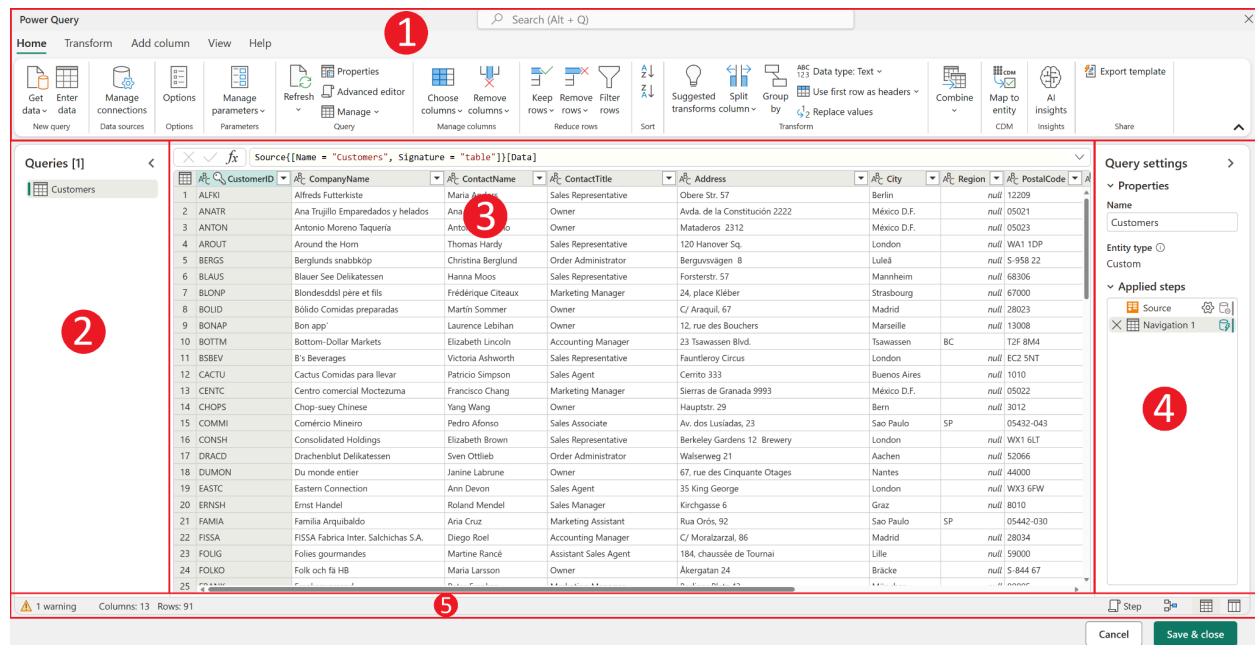 Power Query
Search (Alt + Q)
1
Home Transform Add column View Help
Get data Enter data Manage connections Options Manage parameters Refresh Properties Advanced editor Manage Choose columns Remove columns Keep rows Remove rows Filter rows Suggested transforms Split column Group by Data type: Text Use first row as headers Replace values Combine Map to entity AI insights Export template
New query Data sources Options Parameters Query Manage columns Reduce rows Sort Transform CDM Insights Share
Queries [1]
Customers
2
fx Source{[Name = "Customers", Signature = "table"]}[Data]
CustomerID CompanyName ContactName ContactTitle Address City Region PostalCode
1 ALFKI Alfreds Futterkiste Maria Sales Representative Obere Str. 57 Berlin null 12209
2 ANATR Ana Trujillo Emparedados y helados Ana Owner Avda. de la Constitución 2222 México D.F. null 05021
3 ANTON Antonio Moreno Taquería Owner Mataderos 2312 México D.F. null 05023
3
4 AROUT Around the Horn Thomas Hardy Sales Representative 120 Hanover Sq. London null WA1 1DP
5 BERGS Berglunds snabbköp Christina Berglund Order Administrator Berguvsvägen 8 Luleå null S-958 22
6 BLAUS Blauer See Delikatessen Hanna Moos Sales Representative Forsterstr. 57 Mannheim null 68306
7 BLONP Blondesddsl père et fils Frédérique Citeaux Marketing Manager 24, place Kléber Strasbourg null 67000
8 BOLID Bólido Comidas preparadas Martín Sommer Owner C/ Araquil, 67 Madrid null 28023
9 BONAP Bon app' Laurence Lebihan Owner 12, rue des Bouchers Marseille null 13008
10 BOTTM Bottom-Dollar Markets Elizabeth Lincoln Accounting Manager 23 Tsawassen Blvd. Tsawassen BC T2F 8M4
11 BSBEV B's Beverages Victoria Ashworth Sales Representative Fauntleroy Circus London null EC2 5NT
12 CACTU Cactus Comidas para llevar Patricio Simpson Sales Agent Cerrito 333 Buenos Aires null 1010
13 CENTC Centro comercial Moctezuma Francisco Chang Marketing Manager Sierras de Granada 9993 México D.F. null 05022
14 CHOPS Chop-suey Chinese Yang Wang Owner Hauptstr. 29 Bern null 3012
15 COMMI Comércio Mineiro Pedro Afonso Sales Associate Av. dos Lusíadas, 23 Sao Paulo SP 05432-043
16 CONSH Consolidated Holdings Elizabeth Brown Sales Representative Berkeley Gardens 12 Brewery London null WX1 6LT
17 DRACD Drachenblut Delikatessen Sven Ottlieb Order Administrator Walserweg 21 Aachen null 52066
18 DUMON Du monde entier Janine Labrune Owner 67, rue des Cinquante Otages Nantes null 44000
19 EASTC Eastern Connection Ann Devon Sales Agent 35 King George London null WX3 6FW
20 ERNSH Ernst Handel Roland Mendel Sales Manager Kirchgasse 6 Graz null 8010
21 FAMIA Familia Arquibaldo Aria Cruz Marketing Assistant Rua Orós, 92 Sao Paulo SP 05442-030
22 FISSA FISSA Fabrica Inter. Salchichas S.A. Diego Roel Accounting Manager C/ Moralzarzal, 86 Madrid null 28034
23 FOLIG Folies gourmandes Martine Rancé Assistant Sales Agent 184, chaussée de Tournai Lille null 59000
24 FOLKO Folk och fä HB Maria Larsson Owner Åkergatan 24 Bräcke null S-844 67
25
Query settings
Properties
Name
Customers
Entity type
Custom
Applied steps
Source
Navigation 1
4
1 warning Columns: 13 Rows: 91
5
Step
Cancel Save & close